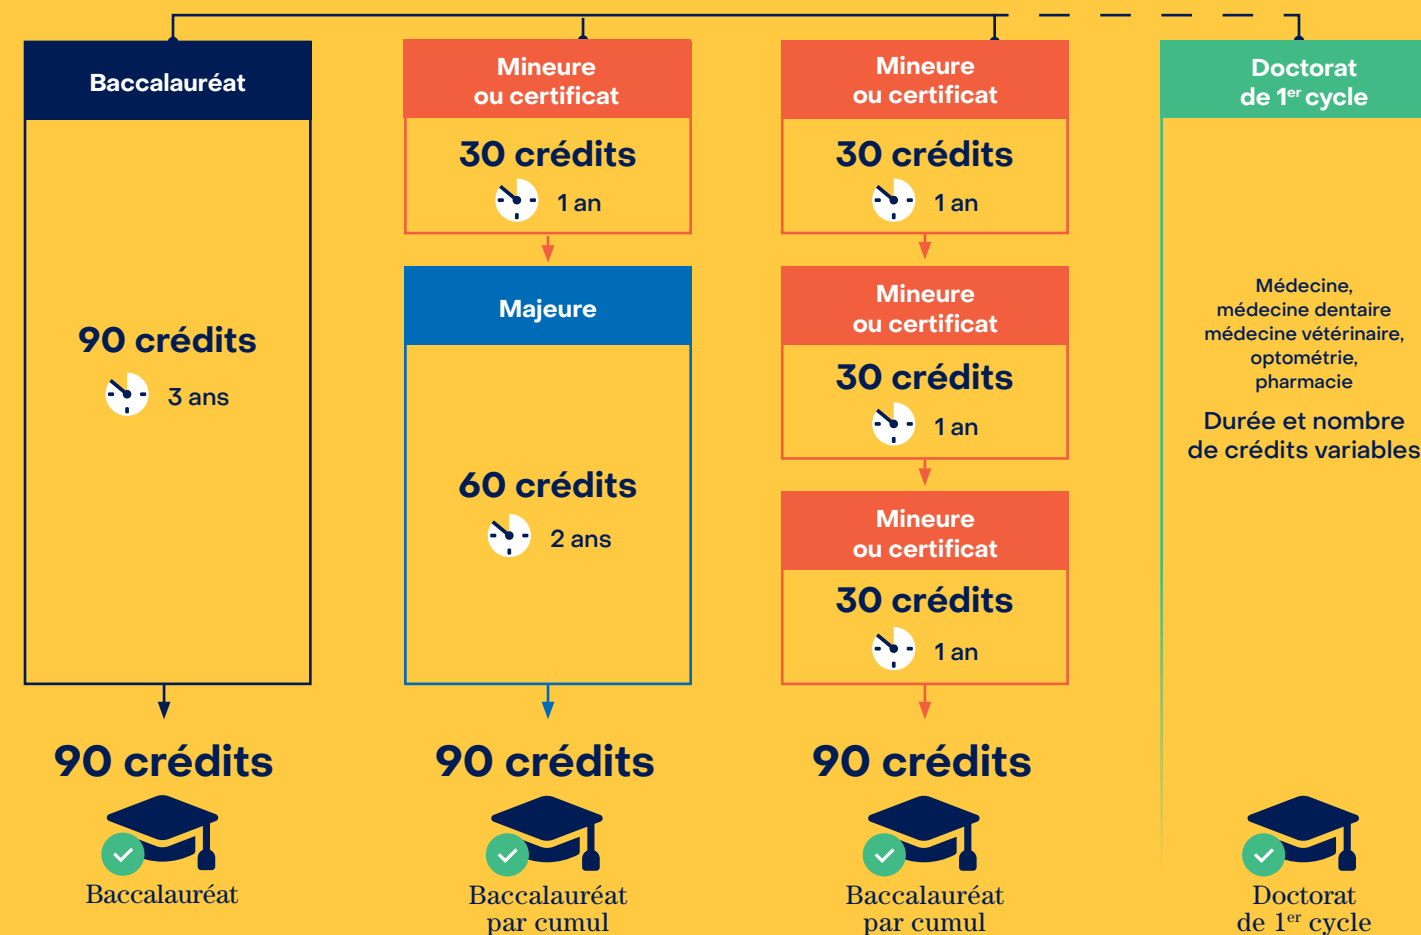 Baccalauréat
90 crédits
3 ans
90 crédits
Baccalauréat
Mineure
ou certificat
30 crédits
1 an
Majeure
60 crédits
2 ans
90 crédits
Baccalauréat
par cumul
Mineure
ou certificat
30 crédits
1 an
Mineure
ou certificat
30 crédits
1 an
Mineure
ou certificat
30 crédits
1 an
90 crédits
Baccalauréat
par cumul
Doctorat
de 1er cycle
Médecine,
médecine dentaire
médecine vétérinaire,
optométrie,
pharmacie
Durée et nombre
de crédits variables
Doctorat
de 1er cycle